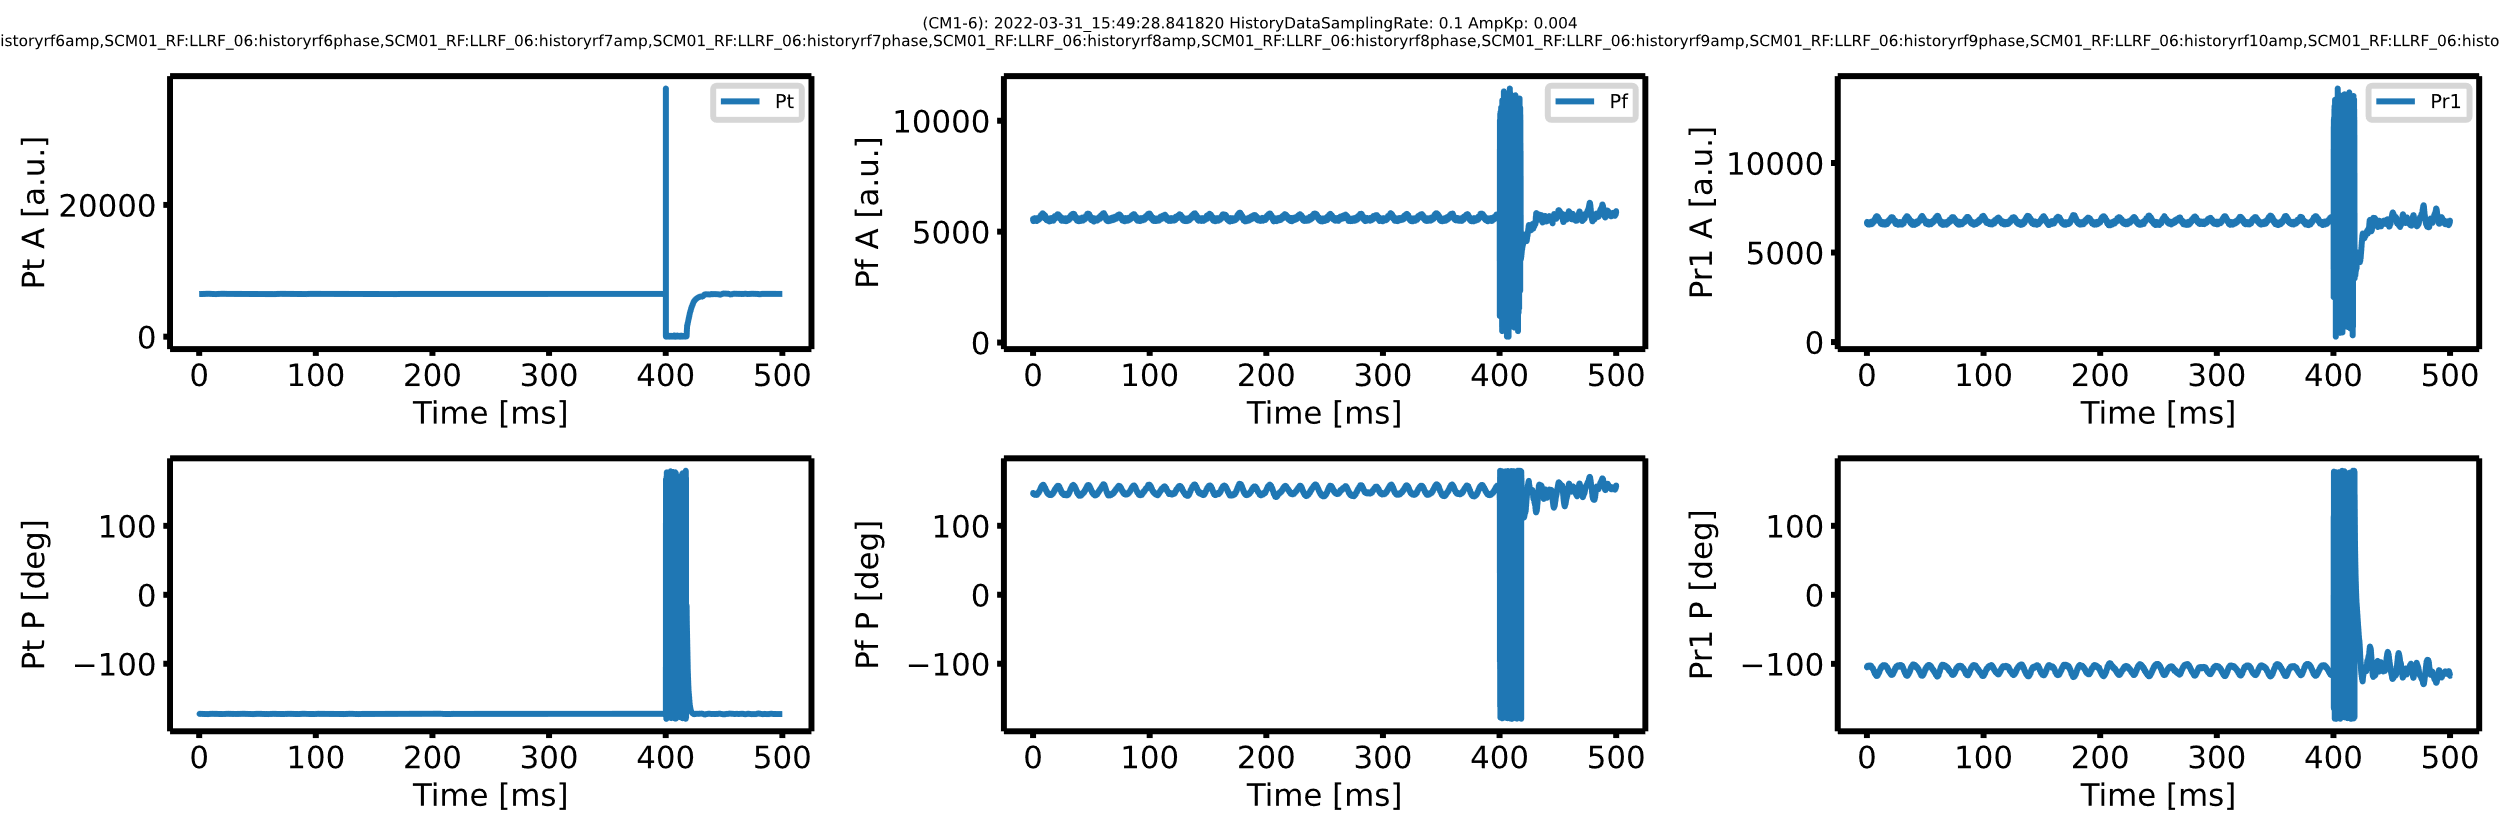 (CM1-6): 2022-03-31_15:49:28.841820 HistoryDataSamplingRate: 0.1 AmpKp: 0.004
istoryrf6amp,SCM01_RF:LLRF_06:historyrf6phase,SCM01_RF:LLRF_06:historyrf7amp,SCM01_RF:LLRF_06:historyrf7phase,SCM01_RF:LLRF_06:historyrf8amp,SCM01_RF:LLRF_06:historyrf8phase,SCM01_RF:LLRF_06:historyrf9amp,SCM01_RF:LLRF_06:historyrf9phase,SCM01_RF:LLRF_06:historyrf10amp,SCM01_RF:LLRF_06:histo
Pt A [a.u.]
20000
0
Pt
0 100 200 300 400 500
Time [ms]
Pf A [a.u.]
10000
5000
0
Pf
0 100 200 300 400 500
Time [ms]
Pr1 A [a.u.]
10000
5000
0
Pr1
0 100 200 300 400 500
Time [ms]
Pt P [deg]
100
0
−100
0 100 200 300 400 500
Time [ms]
Pf P [deg]
100
0
−100
0 100 200 300 400 500
Time [ms]
Pr1 P [deg]
100
0
−100
0 100 200 300 400 500
Time [ms]